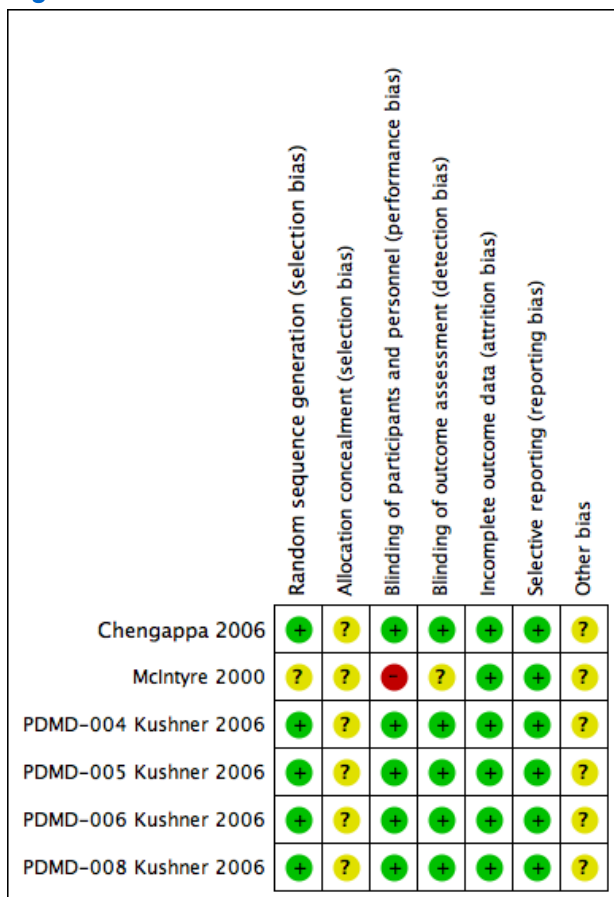 Random sequence generation (selection bias)
Allocation concealment (selection bias)
Blinding of participants and personnel (performance bias)
Blinding of outcome assessment (detection bias)
Incomplete outcome data (attrition bias)
Selective reporting (reporting bias)
Other bias
Chengappa 2006 + ? + + + + ?
McIntyre 2000 ? ? - ? + + ?
PDMD-004 Kushner 2006 + ? + + + + ?
PDMD-005 Kushner 2006 + ? + + + + ?
PDMD-006 Kushner 2006 + ? + + + + ?
PDMD-008 Kushner 2006 + ? + + + + ?